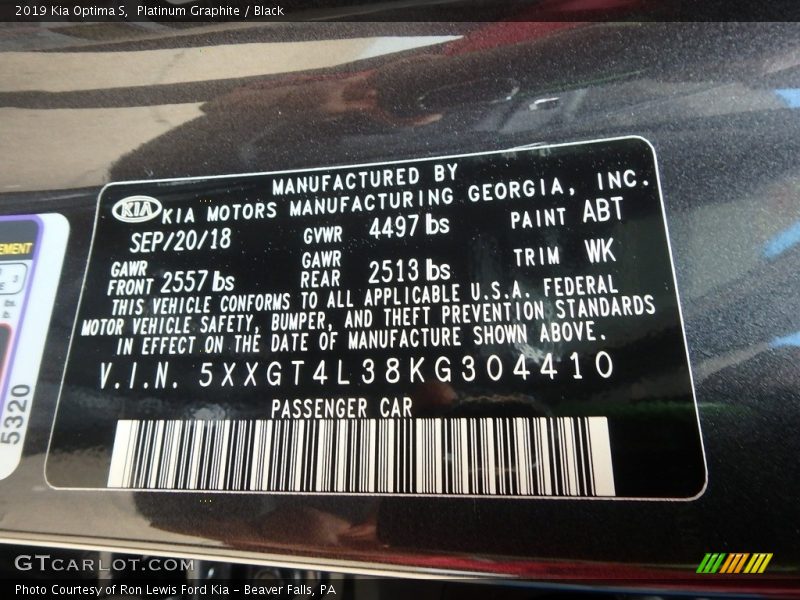 2019 Kia Optima S,  Platinum Graphite / Black
MANUFACTURED BY
KIA KIA MOTORS MANUFACTURING GEORGIA, INC.
SEP/20/18 GVWR 4497 lbs PAINT ABT
GAWR FRONT 2557 lbs GAWR REAR 2513 lbs TRIM WK
THIS VEHICLE CONFORMS TO ALL APPLICABLE U.S.A. FEDERAL
MOTOR VEHICLE SAFETY, BUMPER, AND THEFT PREVENTION STANDARDS
IN EFFECT ON THE DATE OF MANUFACTURE SHOWN ABOVE.
V.I.N. 5XXGT4L38KG304410
PASSENGER CAR
3
lbs.
5320
GTCARLOT.COM
Photo Courtesy of Ron Lewis Ford Kia - Beaver Falls, PA